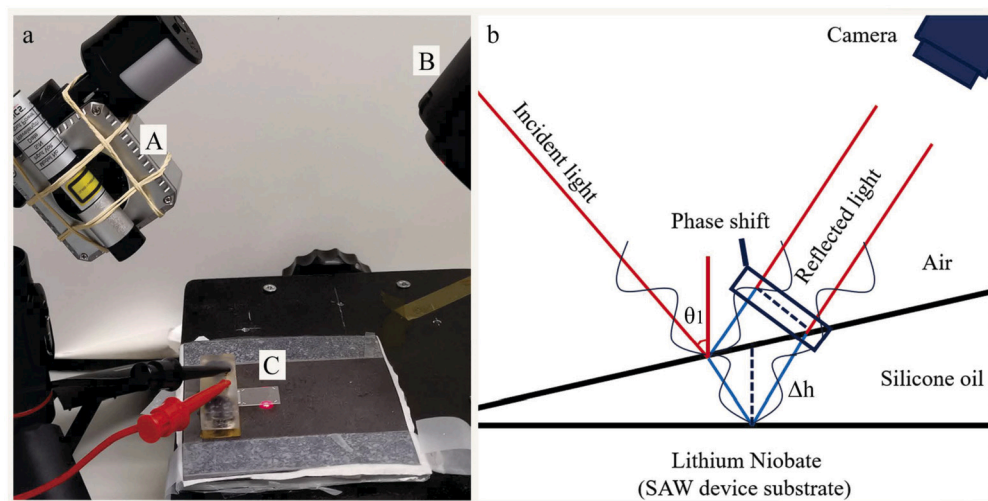 a
A
B
C
b
Camera
Incident light
Phase shift
Reflected light
Air
θ1
Silicone oil
Δh
Lithium Niobate
(SAW device substrate)